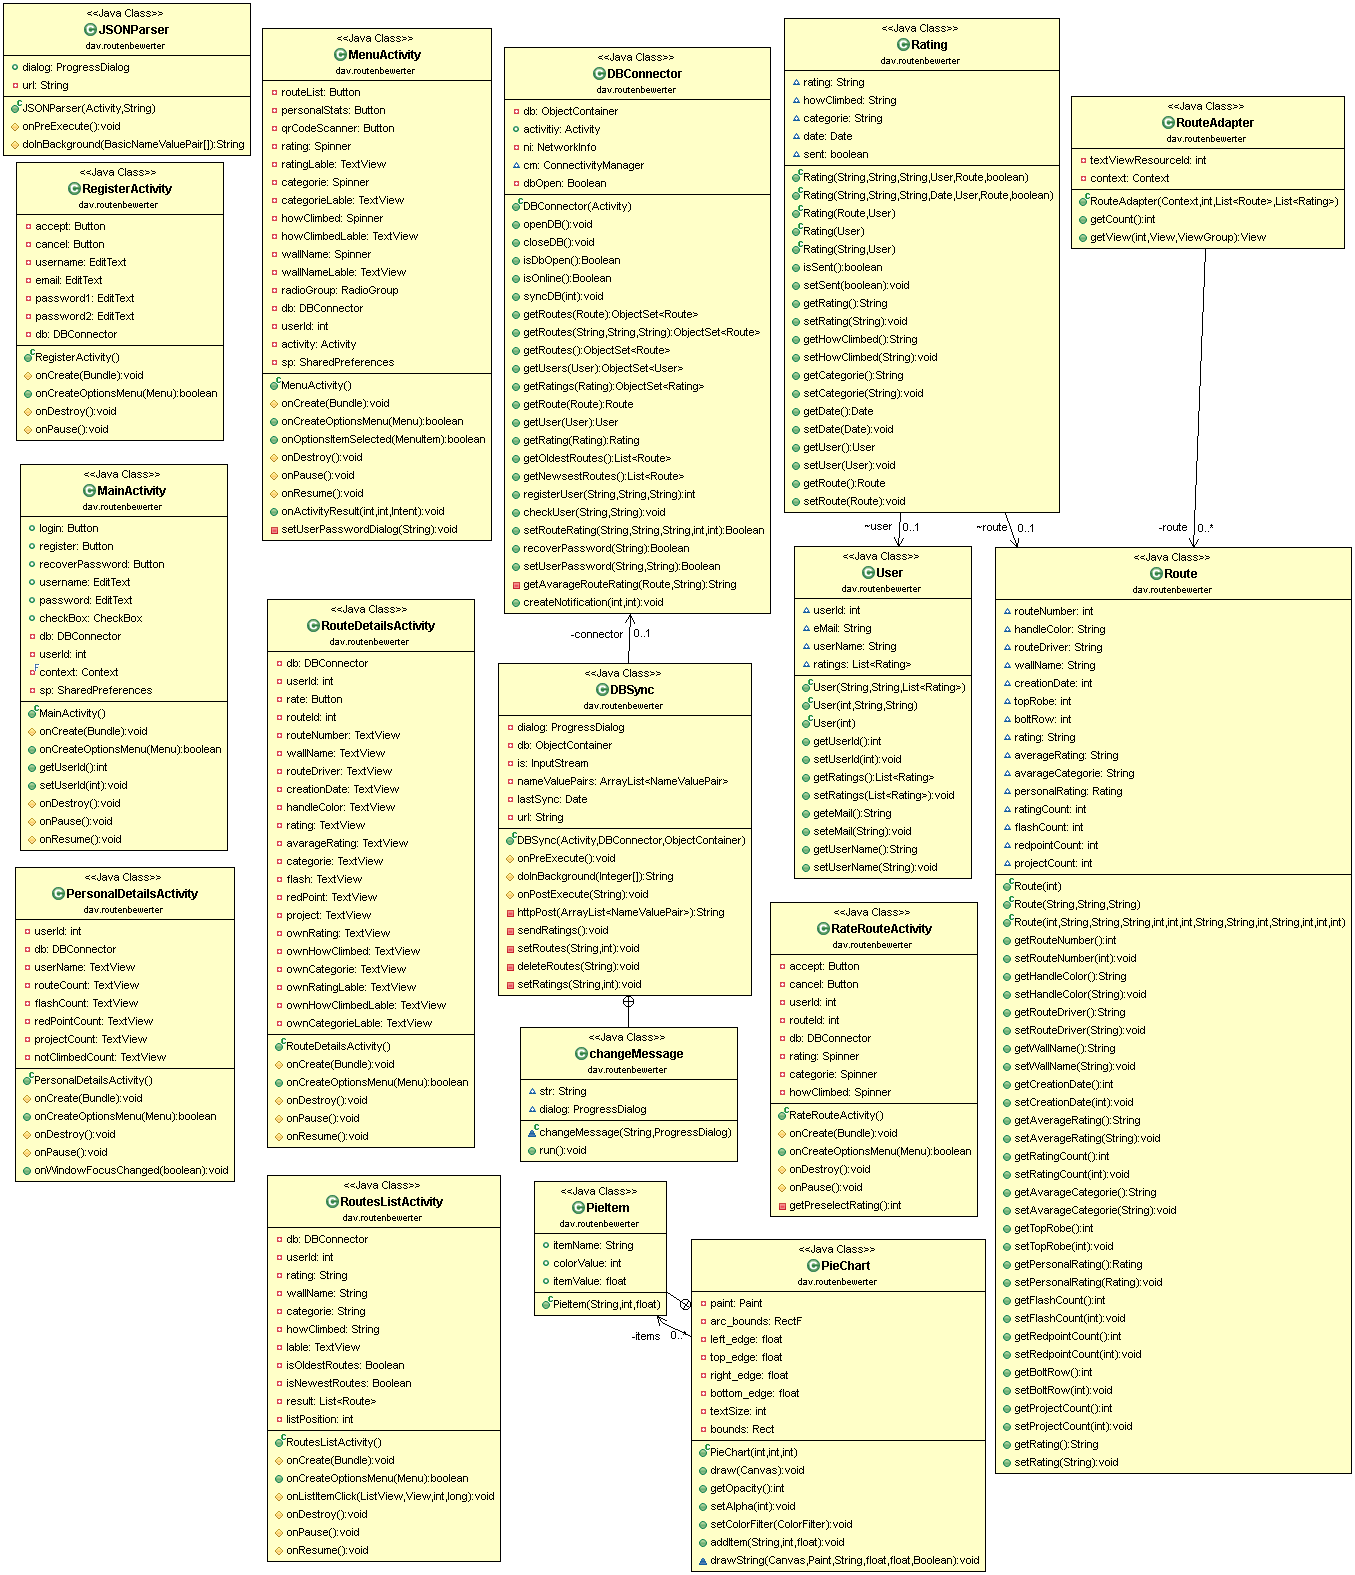 <<Java Class>>
JSONParser
dav.routenbewerter
dialog: ProgressDialog
url: String
JSONParser(Activity,String)
onPreExecute():void
doInBackground(BasicNameValuePair[]):String
<<Java Class>>
RegisterActivity
dav.routenbewerter
accept: Button
cancel: Button
username: EditText
email: EditText
password1: EditText
password2: EditText
db: DBConnector
RegisterActivity()
onCreate(Bundle):void
onCreateOptionsMenu(Menu):boolean
onDestroy():void
onPause():void
<<Java Class>>
MainActivity
dav.routenbewerter
login: Button
register: Button
recoverPassword: Button
username: EditText
password: EditText
checkBox: CheckBox
db: DBConnector
userId: int
context: Context
sp: SharedPreferences
MainActivity()
onCreate(Bundle):void
onCreateOptionsMenu(Menu):boolean
getUserId():int
setUserId(int):void
onDestroy():void
onPause():void
onResume():void
<<Java Class>>
PersonalDetailsActivity
dav.routenbewerter
userId: int
db: DBConnector
userName: TextView
routeCount: TextView
flashCount: TextView
redPointCount: TextView
projectCount: TextView
notClimbedCount: TextView
PersonalDetailsActivity()
onCreate(Bundle):void
onCreateOptionsMenu(Menu):boolean
onDestroy():void
onPause():void
onWindowFocusChanged(boolean):void
<<Java Class>>
MenuActivity
dav.routenbewerter
routeList: Button
personalStats: Button
qrCodeScanner: Button
rating: Spinner
ratingLable: TextView
categorie: Spinner
categorieLable: TextView
howClimbed: Spinner
howClimbedLable: TextView
wallName: Spinner
wallNameLable: TextView
radioGroup: RadioGroup
db: DBConnector
userId: int
activity: Activity
sp: SharedPreferences
MenuActivity()
onCreate(Bundle):void
onCreateOptionsMenu(Menu):boolean
onOptionsItemSelected(MenuItem):boolean
onDestroy():void
onPause():void
onResume():void
onActivityResult(int,int,Intent):void
setUserPasswordDialog(String):void
<<Java Class>>
RouteDetailsActivity
dav.routenbewerter
db: DBConnector
userId: int
rate: Button
routeId: int
routeNumber: TextView
wallName: TextView
routeDriver: TextView
creationDate: TextView
handleColor: TextView
rating: TextView
avarageRating: TextView
categorie: TextView
flash: TextView
redPoint: TextView
project: TextView
ownRating: TextView
ownHowClimbed: TextView
ownCategorie: TextView
ownRatingLable: TextView
ownHowClimbedLable: TextView
ownCategorieLable: TextView
RouteDetailsActivity()
onCreate(Bundle):void
onCreateOptionsMenu(Menu):boolean
onDestroy():void
onPause():void
onResume():void
<<Java Class>>
RoutesListActivity
dav.routenbewerter
db: DBConnector
userId: int
rating: String
wallName: String
categorie: String
howClimbed: String
lable: TextView
isOldestRoutes: Boolean
isNewestRoutes: Boolean
result: List<Route>
listPosition: int
RoutesListActivity()
onCreate(Bundle):void
onCreateOptionsMenu(Menu):boolean
onListItemClick(ListView,View,int,long):void
onDestroy():void
onPause():void
onResume():void
<<Java Class>>
DBConnector
dav.routenbewerter
db: ObjectContainer
activitiy: Activity
ni: NetworkInfo
cm: ConnectivityManager
dbOpen: Boolean
DBConnector(Activity)
openDB():void
closeDB():void
isDbOpen():Boolean
isOnline():Boolean
syncDB(int):void
getRoutes(Route):ObjectSet<Route>
getRoutes(String,String,String):ObjectSet<Route>
getRoutes():ObjectSet<Route>
getUsers(User):ObjectSet<User>
getRatings(Rating):ObjectSet<Rating>
getRoute(Route):Route
getUser(User):User
getRating(Rating):Rating
getOldestRoutes():List<Route>
getNewsestRoutes():List<Route>
registerUser(String,String,String):int
checkUser(String,String):void
setRouteRating(String,String,String,int,int):Boolean
recoverPassword(String):Boolean
setUserPassword(String,String):Boolean
getAvarageRouteRating(Route,String):String
createNotification(int,int):void
-connector 0..1
<<Java Class>>
DBSync
dav.routenbewerter
dialog: ProgressDialog
db: ObjectContainer
is: InputStream
nameValuePairs: ArrayList<NameValuePair>
lastSync: Date
url: String
DBSync(Activity,DBConnector,ObjectContainer)
onPreExecute():void
doInBackground(Integer[]):String
onPostExecute(String):void
httpPost(ArrayList<NameValuePair>):String
sendRatings():void
setRoutes(String,int):void
deleteRoutes(String):void
setRatings(String,int):void
<<Java Class>>
changeMessage
dav.routenbewerter
str: String
dialog: ProgressDialog
changeMessage(String,ProgressDialog)
run():void
<<Java Class>>
PieItem
dav.routenbewerter
itemName: String
colorValue: int
itemValue: float
PieItem(String,int,float)
-items 0..*
<<Java Class>>
PieChart
dav.routenbewerter
paint: Paint
arc_bounds: RectF
left_edge: float
top_edge: float
right_edge: float
bottom_edge: float
textSize: int
bounds: Rect
PieChart(int,int,int)
draw(Canvas):void
getOpacity():int
setAlpha(int):void
setColorFilter(ColorFilter):void
addItem(String,int,float):void
drawString(Canvas,Paint,String,float,float,Boolean):void
<<Java Class>>
Rating
dav.routenbewerter
rating: String
howClimbed: String
categorie: String
date: Date
sent: boolean
Rating(String,String,String,User,Route,boolean)
Rating(String,String,String,Date,User,Route,boolean)
Rating(Route,User)
Rating(User)
Rating(String,User)
isSent():boolean
setSent(boolean):void
getRating():String
setRating(String):void
getHowClimbed():String
setHowClimbed(String):void
getCategorie():String
setCategorie(String):void
getDate():Date
setDate(Date):void
getUser():User
setUser(User):void
getRoute():Route
setRoute(Route):void
~user 0..1
~route 0..1
<<Java Class>>
User
dav.routenbewerter
userId: int
eMail: String
userName: String
ratings: List<Rating>
User(String,String,List<Rating>)
User(int,String,String)
User(int)
getUserId():int
setUserId(int):void
getRatings():List<Rating>
setRatings(List<Rating>):void
geteMail():String
seteMail(String):void
getUserName():String
setUserName(String):void
<<Java Class>>
RateRouteActivity
dav.routenbewerter
accept: Button
cancel: Button
userId: int
routeId: int
db: DBConnector
rating: Spinner
categorie: Spinner
howClimbed: Spinner
RateRouteActivity()
onCreate(Bundle):void
onCreateOptionsMenu(Menu):boolean
onDestroy():void
onPause():void
getPreselectRating():int
<<Java Class>>
RouteAdapter
dav.routenbewerter
textViewResourceId: int
context: Context
RouteAdapter(Context,int,List<Route>,List<Rating>)
getCount():int
getView(int,View,ViewGroup):View
-route 0..*
<<Java Class>>
Route
dav.routenbewerter
routeNumber: int
handleColor: String
routeDriver: String
wallName: String
creationDate: int
topRobe: int
boltRow: int
rating: String
averageRating: String
avarageCategorie: String
personalRating: Rating
ratingCount: int
flashCount: int
redpointCount: int
projectCount: int
Route(int)
Route(String,String,String)
Route(int,String,String,String,int,int,int,String,String,int,String,int,int,int)
getRouteNumber():int
setRouteNumber(int):void
getHandleColor():String
setHandleColor(String):void
getRouteDriver():String
setRouteDriver(String):void
getWallName():String
setWallName(String):void
getCreationDate():int
setCreationDate(int):void
getAverageRating():String
setAverageRating(String):void
getRatingCount():int
setRatingCount(int):void
getAvarageCategorie():String
setAvarageCategorie(String):void
getTopRobe():int
setTopRobe(int):void
getPersonalRating():Rating
setPersonalRating(Rating):void
getFlashCount():int
setFlashCount(int):void
getRedpointCount():int
setRedpointCount(int):void
getBoltRow():int
setBoltRow(int):void
getProjectCount():int
setProjectCount(int):void
getRating():String
setRating(String):void